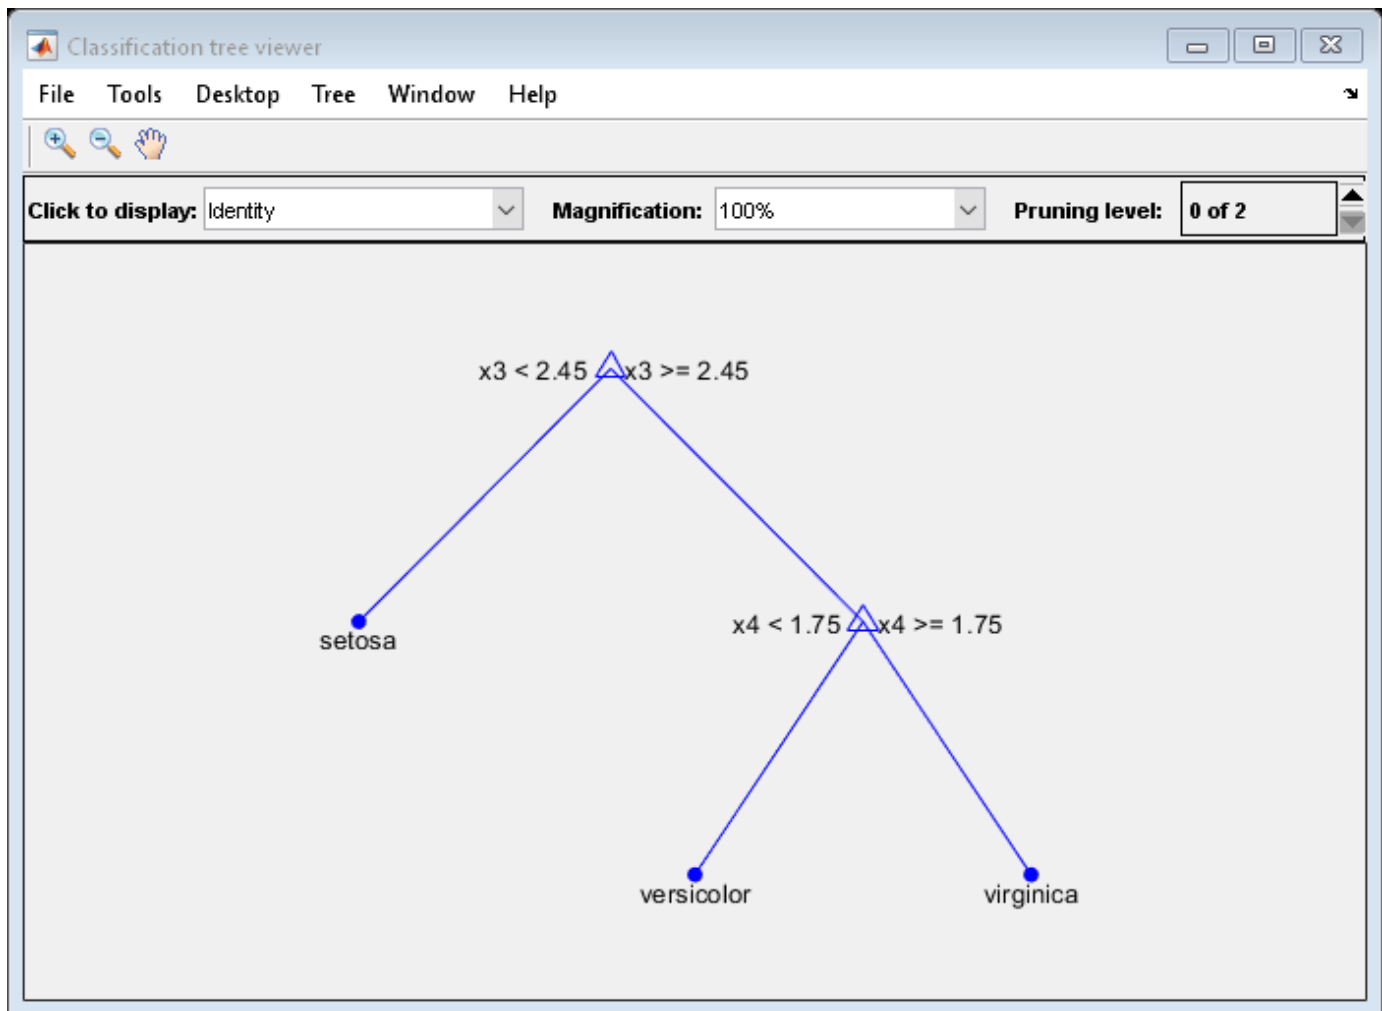 Classification tree viewer
File Tools Desktop Tree Window Help
Click to display: Identity Magnification: 100% Pruning level: 0 of 2
x3 < 2.45 x3 >= 2.45
setosa
x4 < 1.75 x4 >= 1.75
versicolor virginica